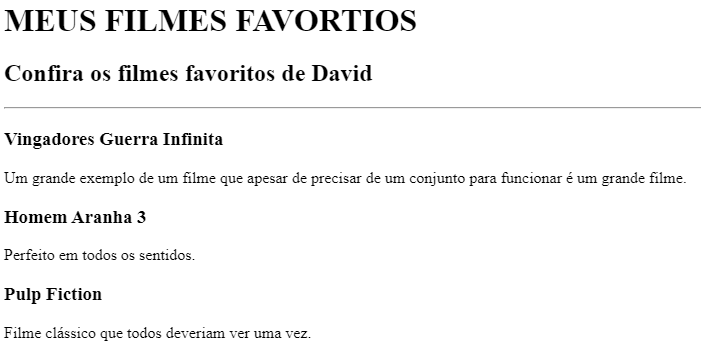 MEUS FILMES FAVORTIOS
Confira os filmes favoritos de David
Vingadores Guerra Infinita
Um grande exemplo de um filme que apesar de precisar de um conjunto para funcionar é um grande filme.
Homem Aranha 3
Perfeito em todos os sentidos.
Pulp Fiction
Filme clássico que todos deveriam ver uma vez.